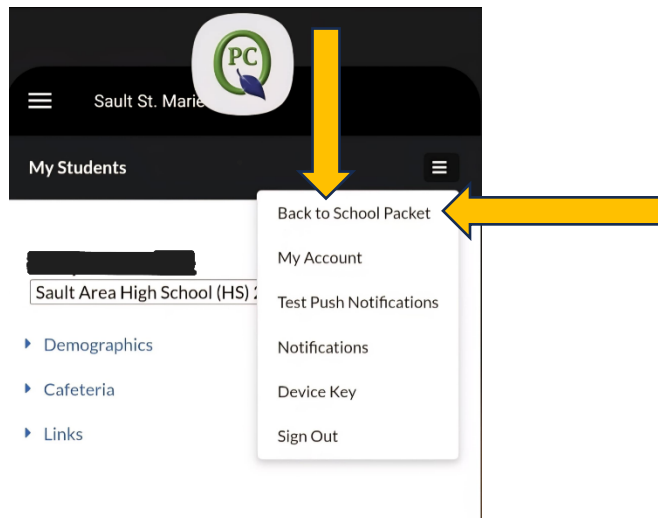 PC
Sault St. Marie
My Students
Back to School Packet
My Account
Sault Area High School (HS)
Test Push Notifications
Demographics
Notifications
Cafeteria
Device Key
Links
Sign Out